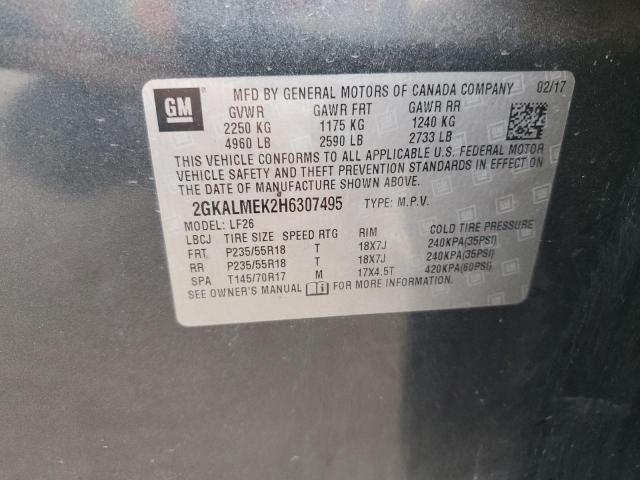 GM
MFD BY GENERAL MOTORS OF CANADA COMPANY 02/17
GVWR GAWR FRT GAWR RR
2250 KG 1175 KG 1240 KG
4960 LB 2590 LB 2733 LB
THIS VEHICLE CONFORMS TO ALL APPLICABLE U.S. FEDERAL MOTOR
VEHICLE SAFETY AND THEFT PREVENTION STANDARDS IN EFFECT ON
THE DATE OF MANUFACTURE SHOWN ABOVE.
2GKALMEK2H6307495 TYPE: M.P.V.
MODEL: LF26
LBCJ TIRE SIZE SPEED RTG RIM COLD TIRE PRESSURE
FRT P235/55R18 T 18X7J 240KPA(35PSI)
RR P235/55R18 T 18X7J 240KPA(35PSI)
SPA T145/70R17 M 17X4.5T 420KPA(60PSI)
SEE OWNER'S MANUAL FOR MORE INFORMATION.